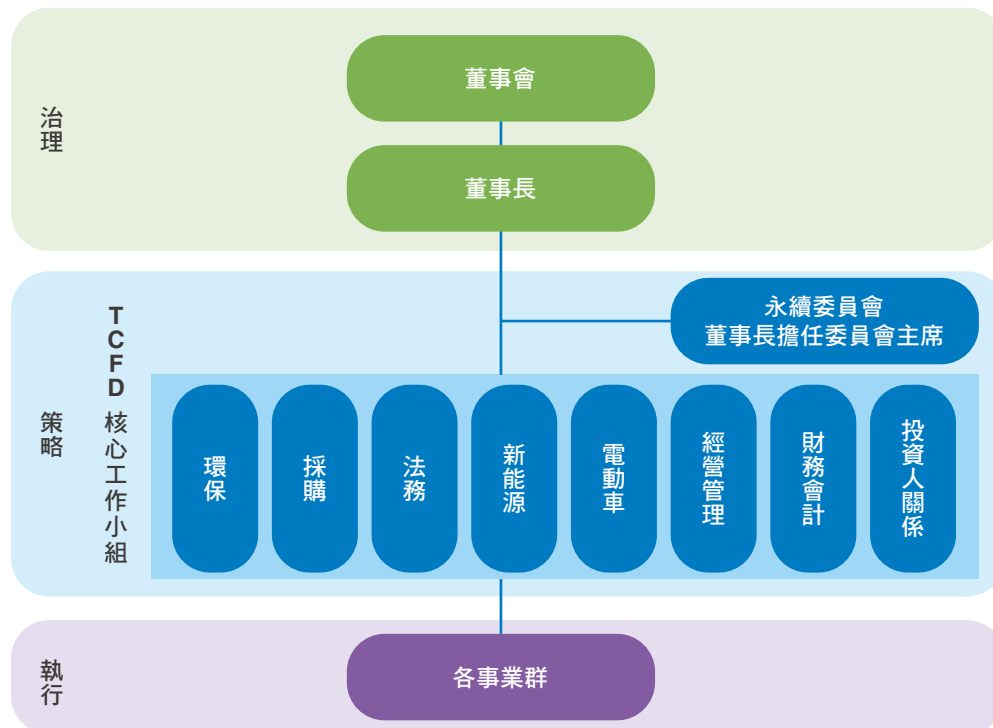 治理
董事會
董事長
策略
TCFD 核心工作小組
永續委員會
董事長擔任委員會主席
環保
採購
法務
新能源
電動車
經營管理
財務會計
投資人關係
執行
各事業群